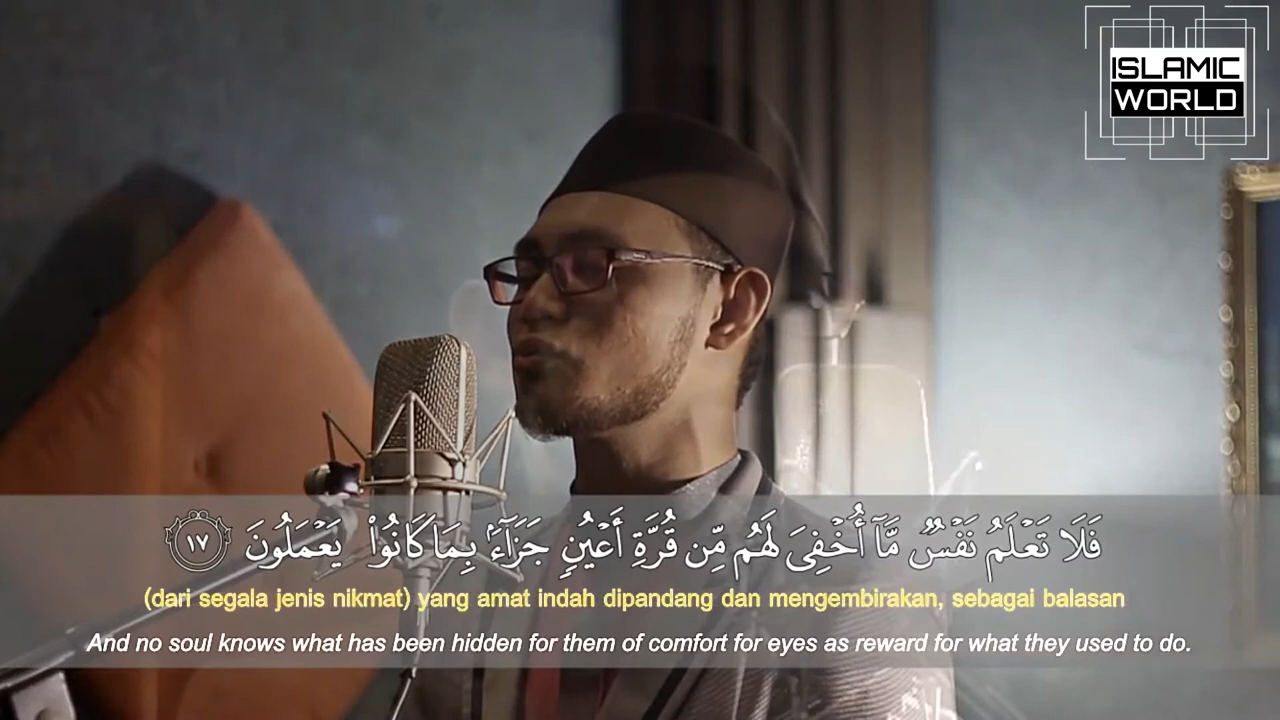 ISLAMIC
WORLD
فَلَا تَعْلَمُ نَفْسٌ مَّآ أُخْفِىَ لَهُم مِّن قُرَّةِ أَعْيُنٍ جَزَآءًۢ بِمَا كَانُوا۟ يَعْمَلُونَ ١٧
(dari segala jenis nikmat) yang amat indah dipandang dan mengembirakan, sebagai balasan
And no soul knows what has been hidden for them of comfort for eyes as reward for what they used to do.